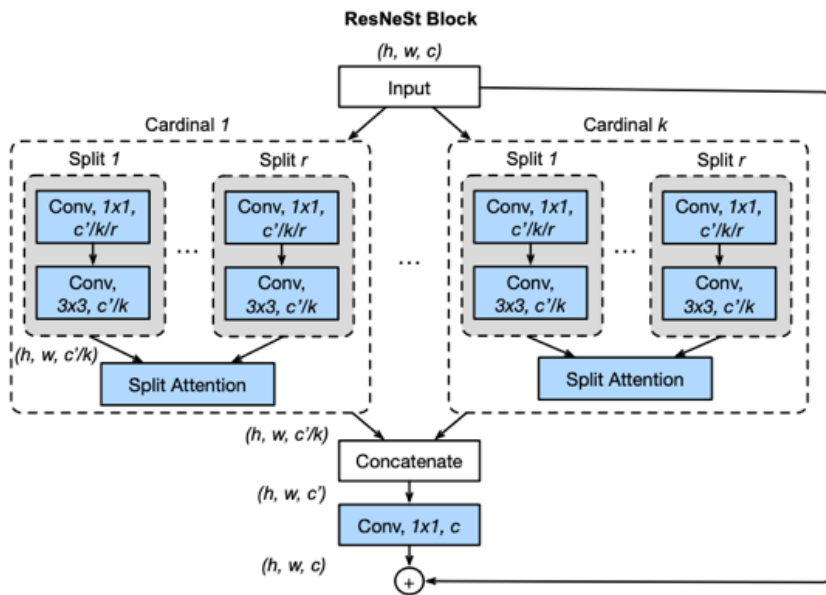 ResNeSt Block
(h, w, c)
Input
Cardinal 1
Cardinal k
Split 1
Split r
Split 1
Split r
Conv, 1x1,
c'/k/r
Conv, 1x1,
c'/k/r
Conv, 1x1,
c'/k/r
Conv, 1x1,
c'/k/r
...
...
...
Conv,
3x3, c'/k
Conv,
3x3, c'/k
Conv,
3x3, c'/k
Conv,
3x3, c'/k
(h, w, c'/k)
Split Attention
Split Attention
(h, w, c'/k)
Concatenate
(h, w, c')
Conv, 1x1, c
(h, w, c)
+